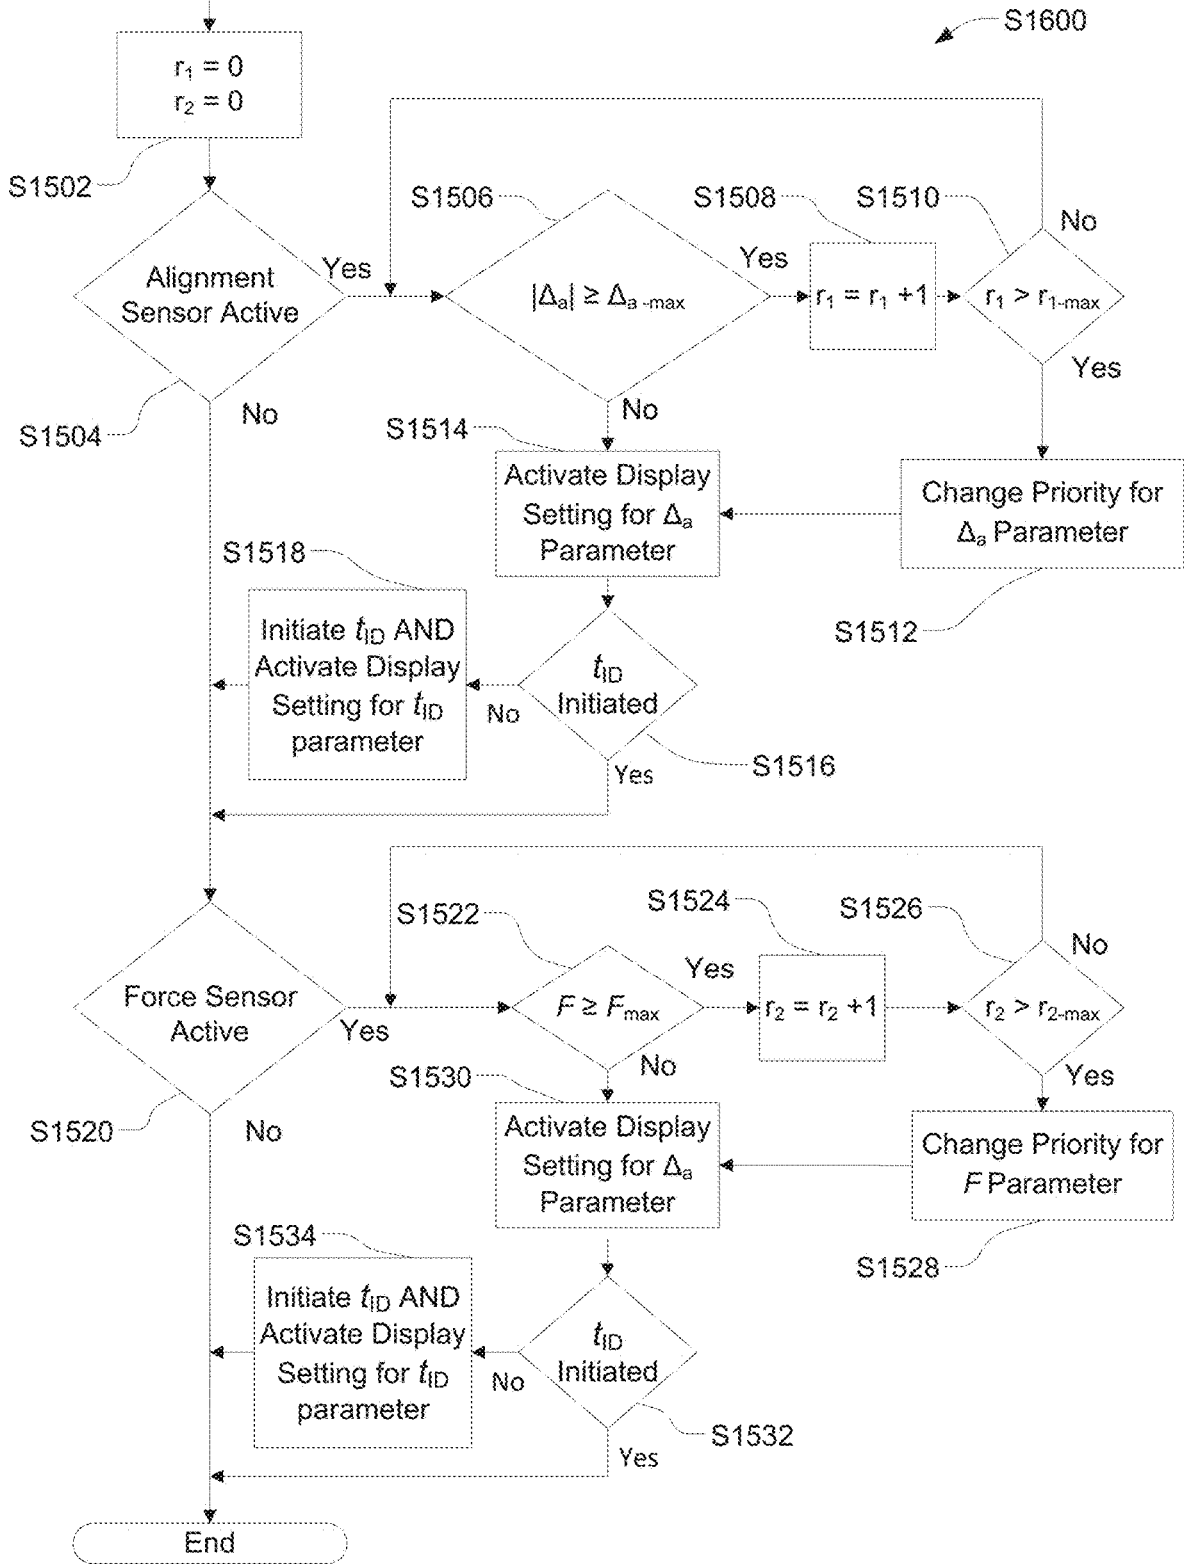 S1600
r₁ = 0
r₂ = 0
S1502
S1506
S1508
S1510
No
Alignment
Sensor Active
Yes
|Δₐ| ≥ Δₐ₋max
Yes
r₁ = r₁ +1
r₁ > r₁₋max
Yes
No
S1504
No
S1514
Activate Display
Setting for Δₐ
Parameter
Change Priority for
Δₐ Parameter
S1512
S1518
Initiate tID AND
Activate Display
Setting for tID
parameter
No
tID
Initiated
S1516
Yes
S1522
S1524
S1526
No
Force Sensor
Active
Yes
F ≥ Fmax
Yes
r₂ = r₂ +1
r₂ > r₂₋max
Yes
No
S1520
No
S1530
Activate Display
Setting for Δₐ
Parameter
Change Priority for
F Parameter
S1528
S1534
Initiate tID AND
Activate Display
Setting for tID
parameter
No
tID
Initiated
S1532
Yes
End